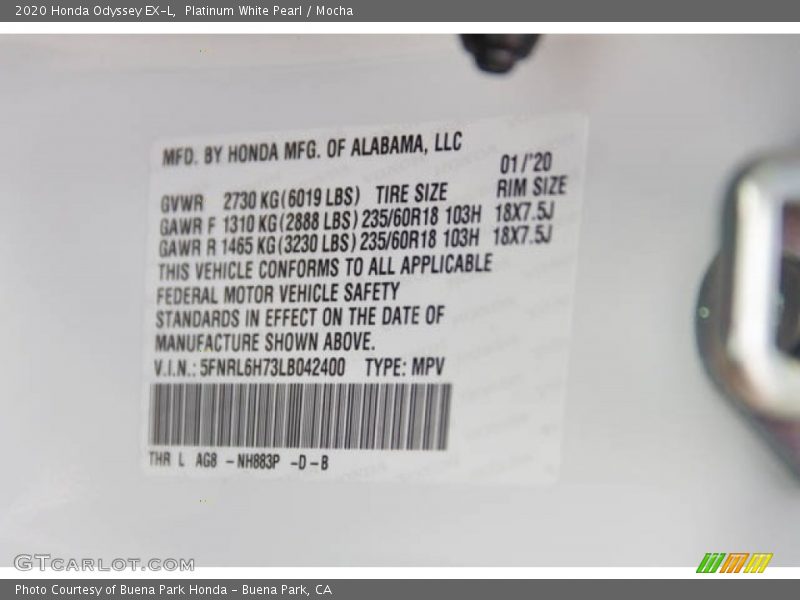 2020 Honda Odyssey EX-L,  Platinum White Pearl / Mocha
MFD. BY HONDA MFG. OF ALABAMA, LLC
01/'20
GVWR 2730 KG(6019 LBS) TIRE SIZE RIM SIZE
GAWR F 1310 KG(2888 LBS) 235/60R18 103H 18X7.5J
GAWR R 1465 KG(3230 LBS) 235/60R18 103H 18X7.5J
THIS VEHICLE CONFORMS TO ALL APPLICABLE
FEDERAL MOTOR VEHICLE SAFETY
STANDARDS IN EFFECT ON THE DATE OF
MANUFACTURE SHOWN ABOVE.
V.I.N.: 5FNRL6H73LB042400 TYPE: MPV
THR L AG8 -NH883P -D-B
GTCARLOT.COM
Photo Courtesy of Buena Park Honda - Buena Park, CA